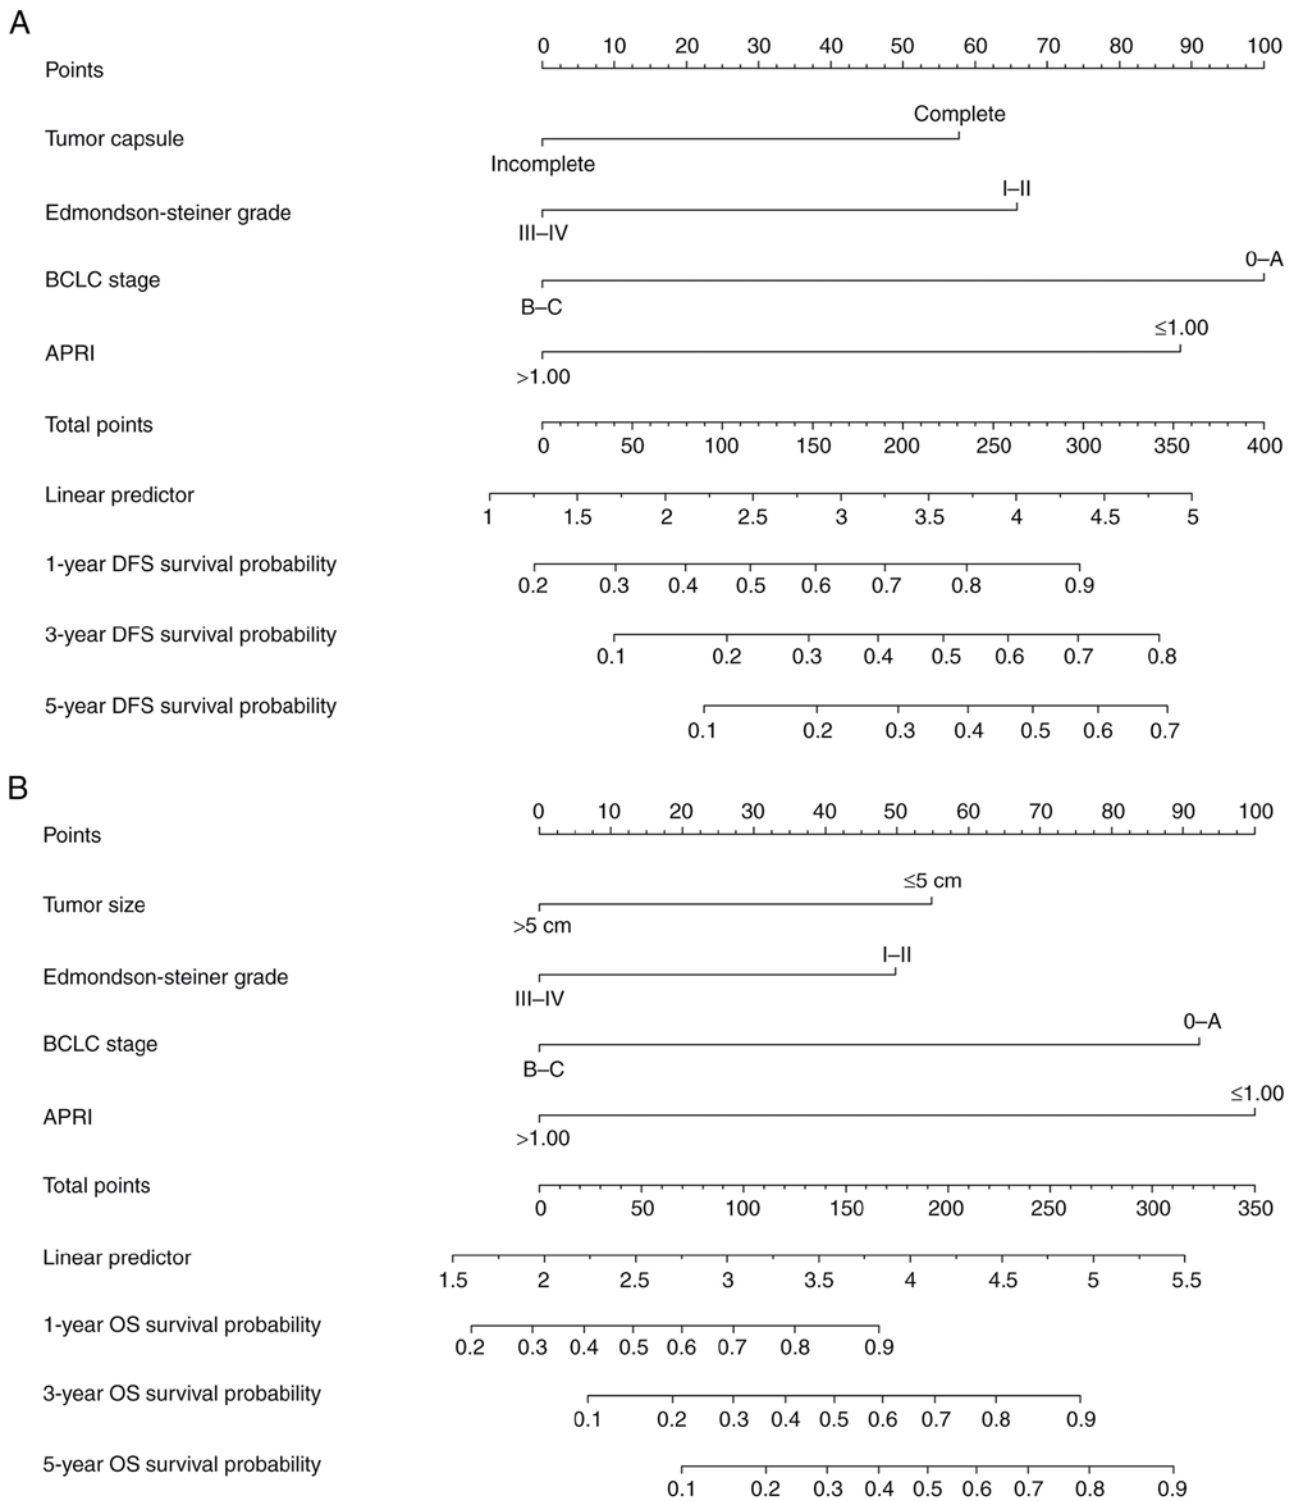 A
0 10 20 30 40 50 60 70 80 90 100
Points
Complete
Tumor capsule
Incomplete
I–II
Edmondson-steiner grade
III–IV
0–A
BCLC stage
B–C
≤1.00
APRI
>1.00
Total points
0 50 100 150 200 250 300 350 400
Linear predictor
1 1.5 2 2.5 3 3.5 4 4.5 5
1-year DFS survival probability
0.2 0.3 0.4 0.5 0.6 0.7 0.8 0.9
3-year DFS survival probability
0.1 0.2 0.3 0.4 0.5 0.6 0.7 0.8
5-year DFS survival probability
0.1 0.2 0.3 0.4 0.5 0.6 0.7
B
0 10 20 30 40 50 60 70 80 90 100
Points
≤5 cm
Tumor size
>5 cm
I–II
Edmondson-steiner grade
III–IV
0–A
BCLC stage
B–C
≤1.00
APRI
>1.00
Total points
0 50 100 150 200 250 300 350
Linear predictor
1.5 2 2.5 3 3.5 4 4.5 5 5.5
1-year OS survival probability
0.2 0.3 0.4 0.5 0.6 0.7 0.8 0.9
3-year OS survival probability
0.1 0.2 0.3 0.4 0.5 0.6 0.7 0.8 0.9
5-year OS survival probability
0.1 0.2 0.3 0.4 0.5 0.6 0.7 0.8 0.9